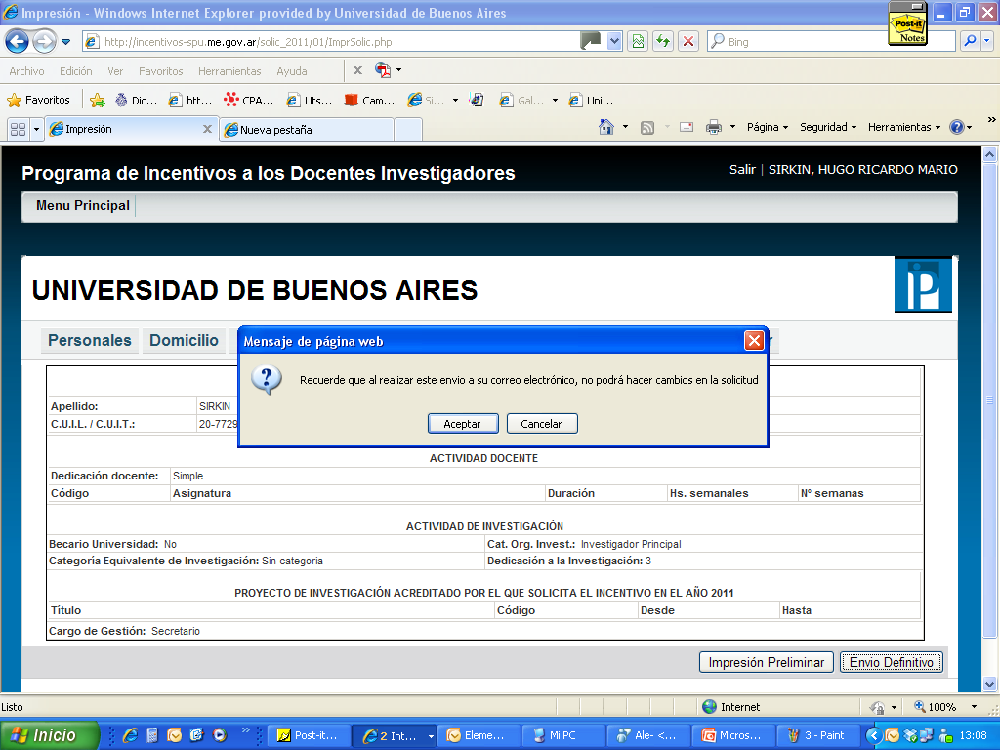 Impresión - Windows Internet Explorer provided by Universidad de Buenos Aires
Post-it Notes
http://incentivos-spu.me.gov.ar/solic_2011/01/ImprSolic.php
Bing
Archivo Edición Ver Favoritos Herramientas Ayuda
Favoritos Dic... htt... CPA... Uts... Cam... Si... Gal... Uni...
Impresión Nueva pestaña Página Seguridad Herramientas
Programa de Incentivos a los Docentes Investigadores
Salir | SIRKIN, HUGO RICARDO MARIO
Menu Principal
UNIVERSIDAD DE BUENOS AIRES
iP
Personales Domicilio
Mensaje de página web
Recuerde que al realizar este envio a su correo electrónico, no podrá hacer cambios en la solicitud
Aceptar Cancelar
Apellido: SIRKIN
C.U.I.L. / C.U.I.T.: 20-7729
ACTIVIDAD DOCENTE
Dedicación docente: Simple
Código Asignatura Duración Hs. semanales Nº semanas
ACTIVIDAD DE INVESTIGACIÓN
Becario Universidad: No Cat. Org. Invest.: Investigador Principal
Categoría Equivalente de Investigación: Sin categoria Dedicación a la Investigación: 3
PROYECTO DE INVESTIGACIÓN ACREDITADO POR EL QUE SOLICITA EL INCENTIVO EN EL AÑO 2011
Título Código Desde Hasta
Cargo de Gestión: Secretario
Impresión Preliminar Envio Definitivo
Listo Internet 100%
Inicio Post-it... 2 Int... Eleme... Mi PC Ale- <... Micros... 3 - Paint 13:08